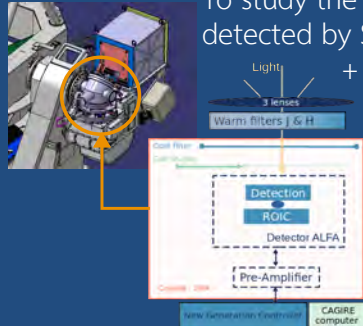 To study the
detected by S
Light
+
3 lenses
Warm filters J & H
Cold filter
Detection
ROIC
Detector ALFA
Pre-Amplifier
New Generation Controller
CAGIRE
computer